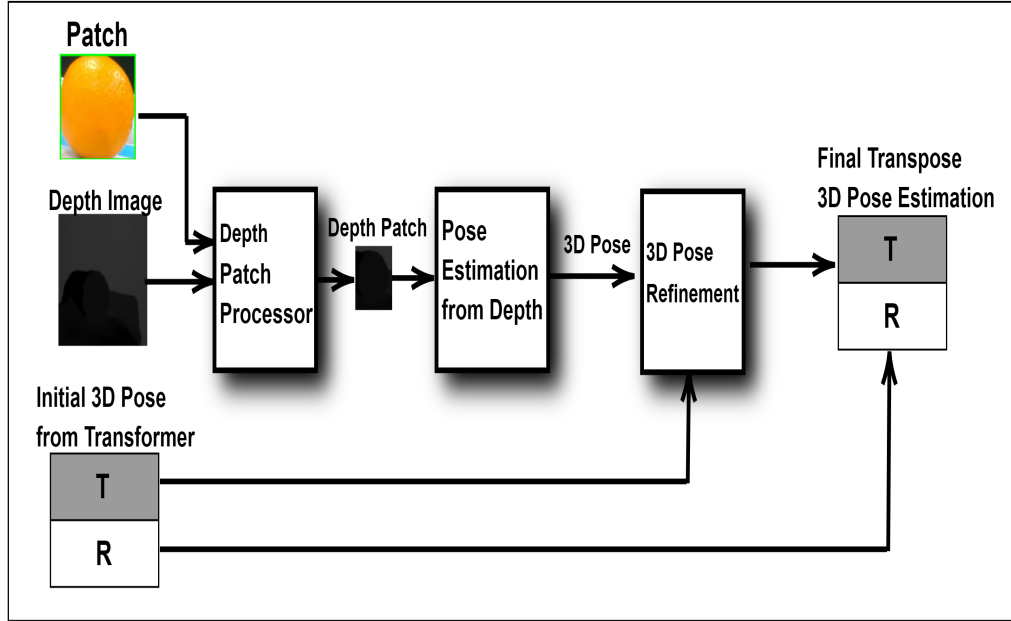 Patch
Depth Image
Depth
Patch
Processor
Depth Patch
Pose
Estimation
from Depth
3D Pose
3D Pose
Refinement
Final Transpose
3D Pose Estimation
T
R
Initial 3D Pose
from Transformer
T
R